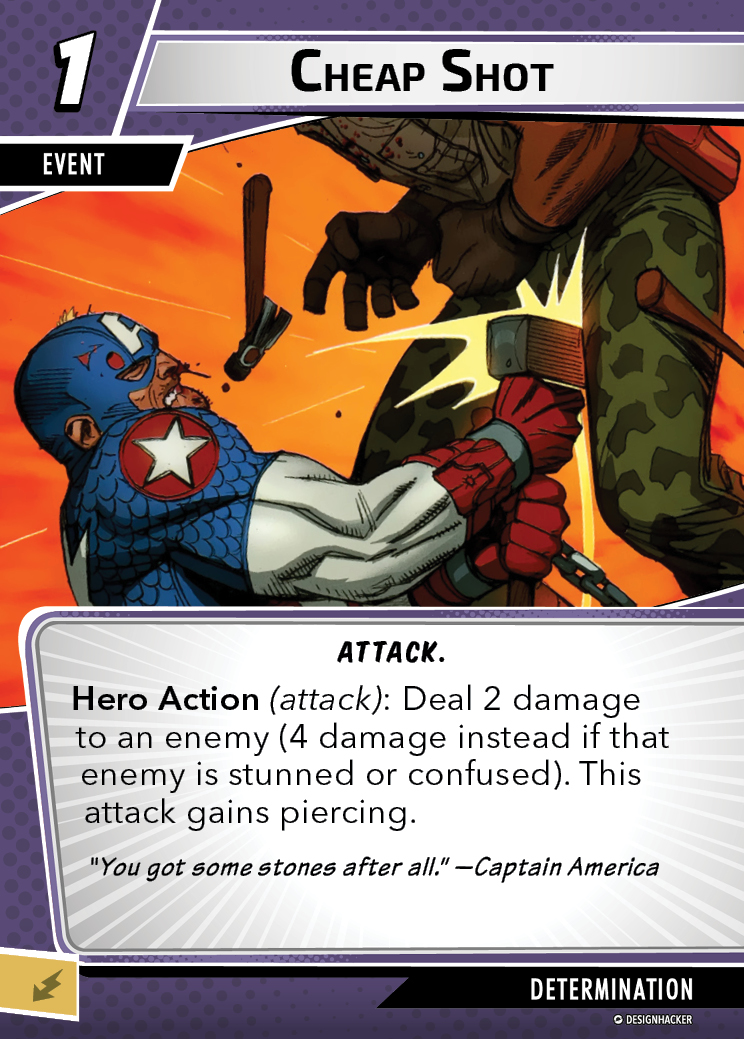 1
CHEAP SHOT
EVENT
ATTACK.
Hero Action (attack): Deal 2 damage
to an enemy (4 damage instead if that
enemy is stunned or confused). This
attack gains piercing.
"You got some stones after all." —Captain America
DETERMINATION
DESIGNHACKER